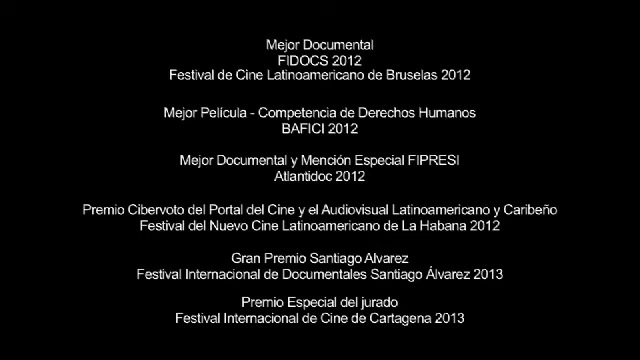 Mejor Documental
FIDOCS 2012
Festival de Cine Latinoamericano de Bruselas 2012
Mejor Película - Competencia de Derechos Humanos
BAFICI 2012
Mejor Documental y Mención Especial FIPRESI
Atlantidoc 2012
Premio Cibervoto del Portal del Cine y el Audiovisual Latinoamericano y Caribeño
Festival del Nuevo Cine Latinoamericano de La Habana 2012
Gran Premio Santiago Alvarez
Festival Internacional de Documentales Santiago Álvarez 2013
Premio Especial del jurado
Festival Internacional de Cine de Cartagena 2013